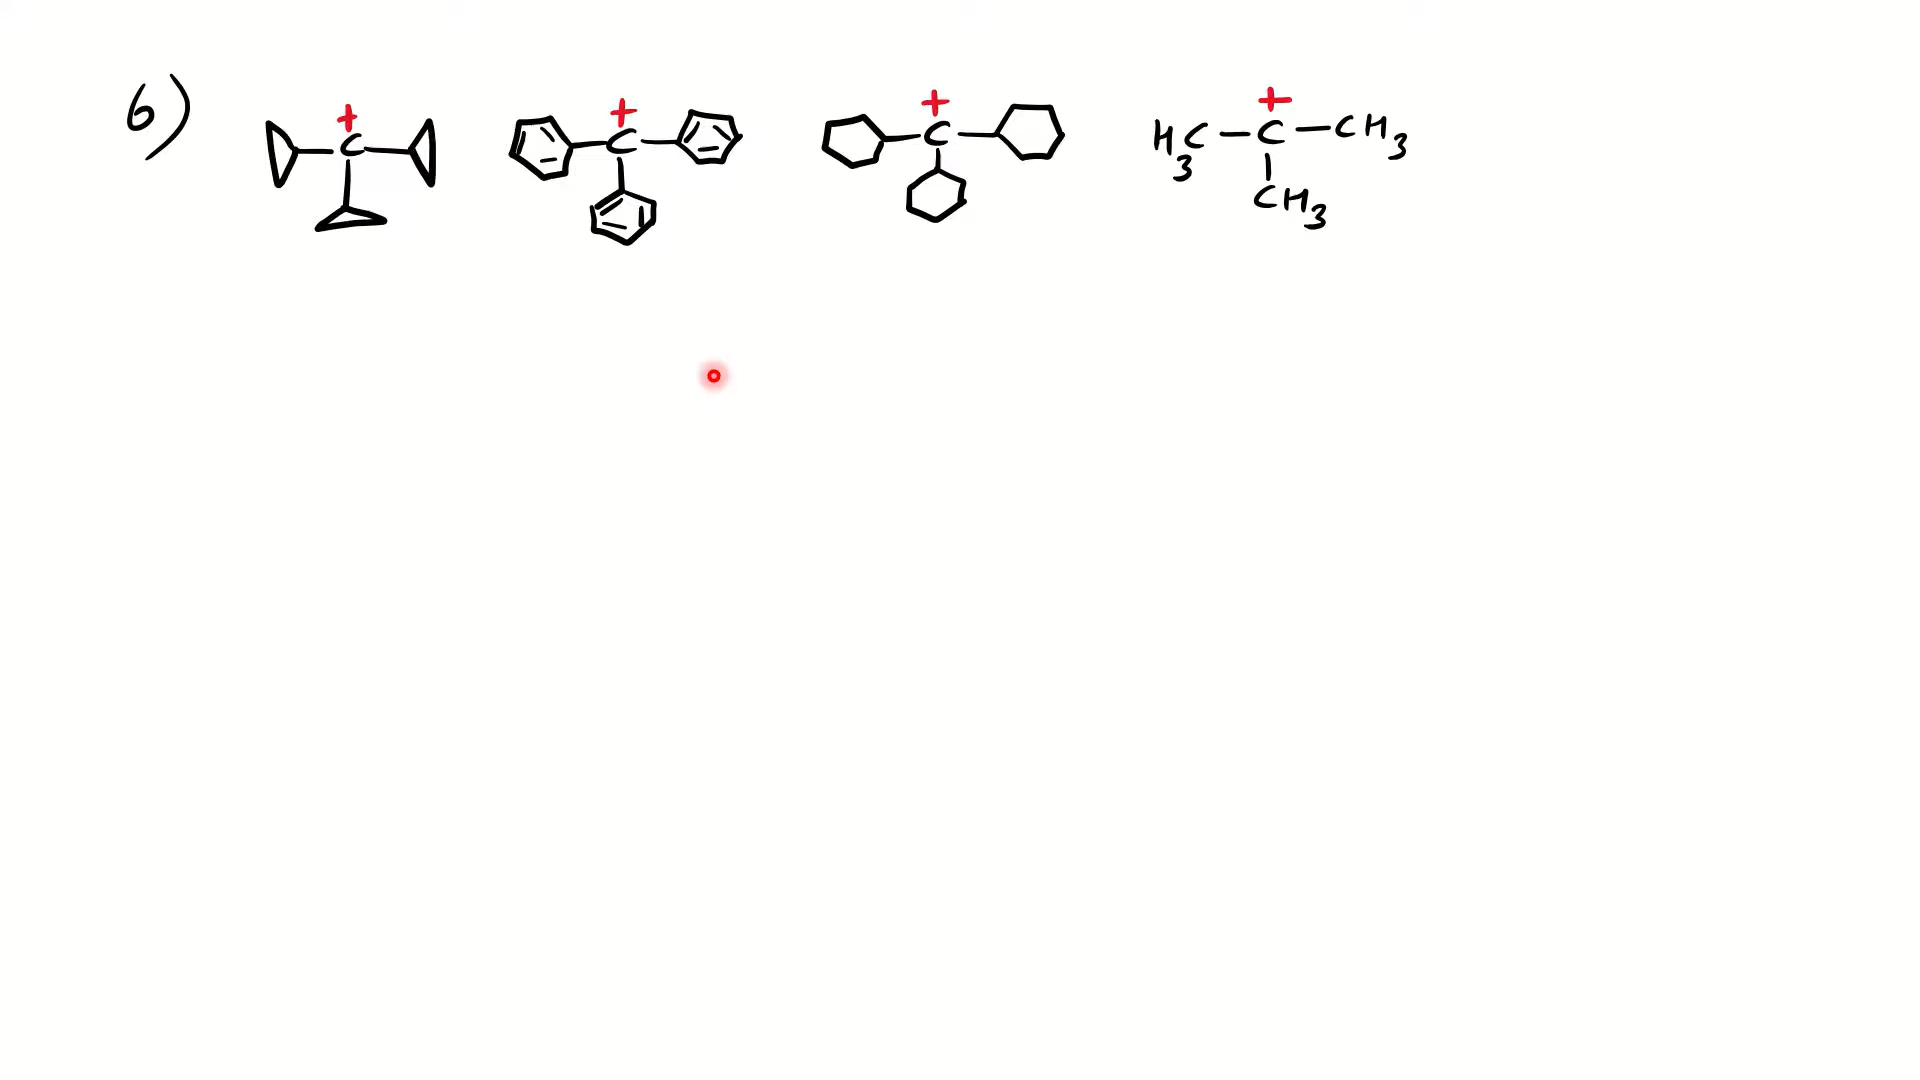 6)
+ + + +
C C C H3C—C—CH3
CH3